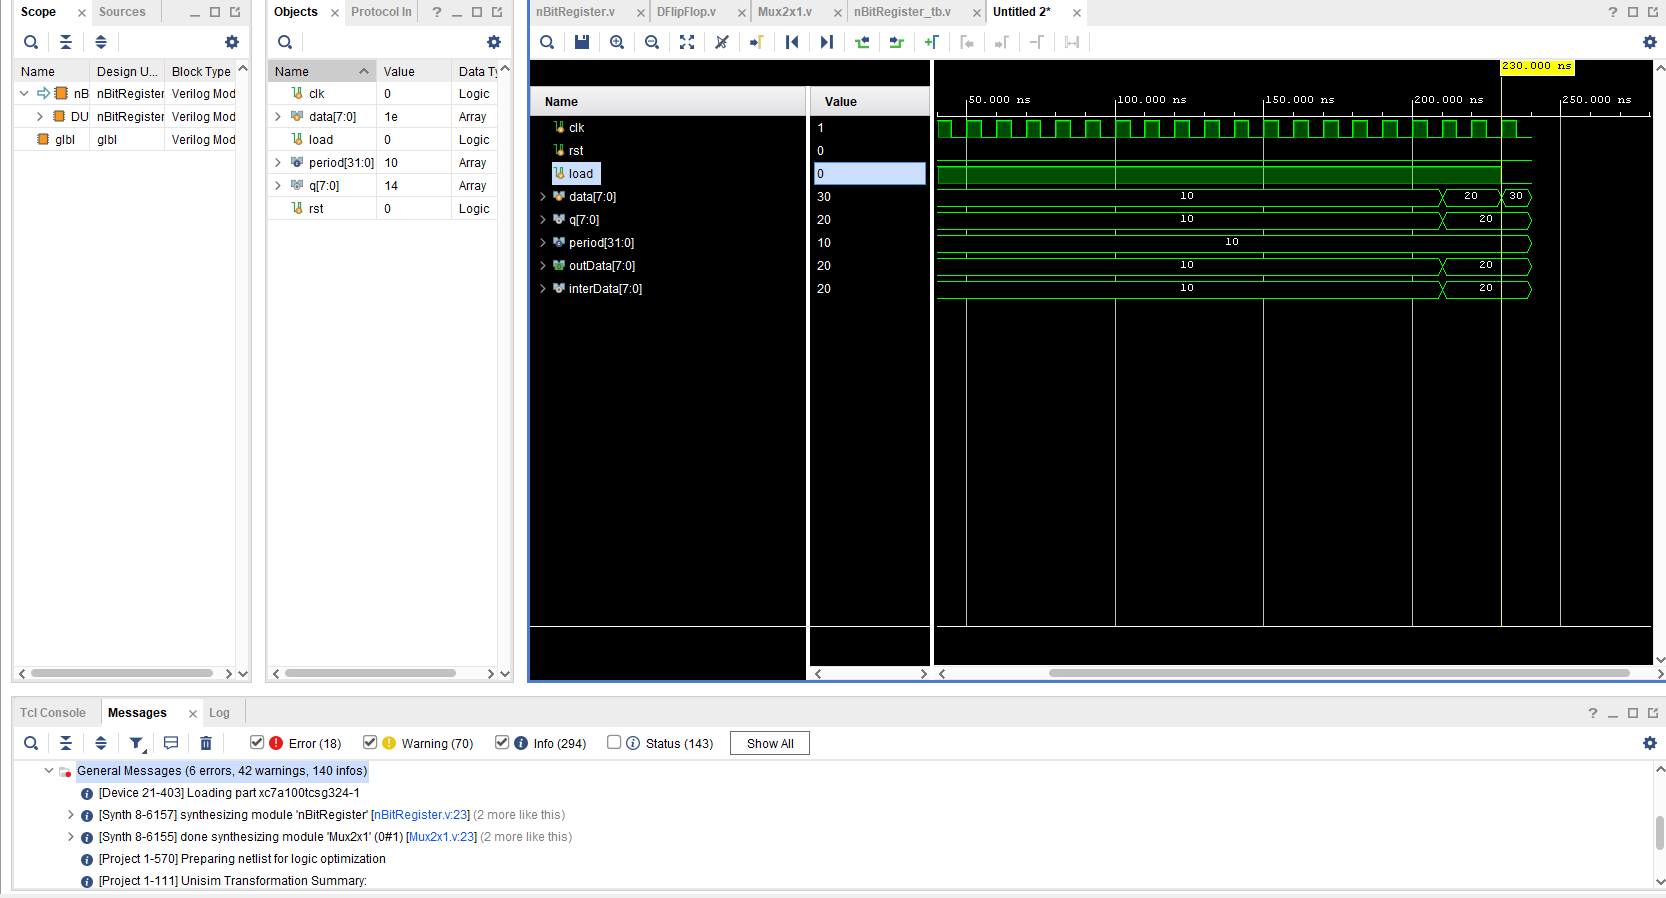 Scope
Sources
Name
Design U...
Block Type
nB
nBitRegister
Verilog Mod
DU
nBitRegister
Verilog Mod
glbl
glbl
Verilog Mod
Objects
Protocol In
?
Name
Value
Data Ty
clk
0
Logic
data[7:0]
1e
Array
load
0
Logic
period[31:0]
10
Array
q[7:0]
14
Array
rst
0
Logic
nBitRegister.v
DFlipFlop.v
Mux2x1.v
nBitRegister_tb.v
Untitled 2*
?
230.000 ns
Name
Value
50.000 ns
100.000 ns
150.000 ns
200.000 ns
250.000 ns
clk
1
rst
0
load
0
data[7:0]
30
10
20
30
q[7:0]
20
10
20
period[31:0]
10
10
outData[7:0]
20
10
20
interData[7:0]
20
10
20
Tcl Console
Messages
Log
?
Error (18)
Warning (70)
Info (294)
Status (143)
Show All
General Messages (6 errors, 42 warnings, 140 infos)
[Device 21-403] Loading part xc7a100tcsg324-1
[Synth 8-6157] synthesizing module 'nBitRegister' [nBitRegister.v:23] (2 more like this)
[Synth 8-6155] done synthesizing module 'Mux2x1' (0#1) [Mux2x1.v:23] (2 more like this)
[Project 1-570] Preparing netlist for logic optimization
[Project 1-111] Unisim Transformation Summary: